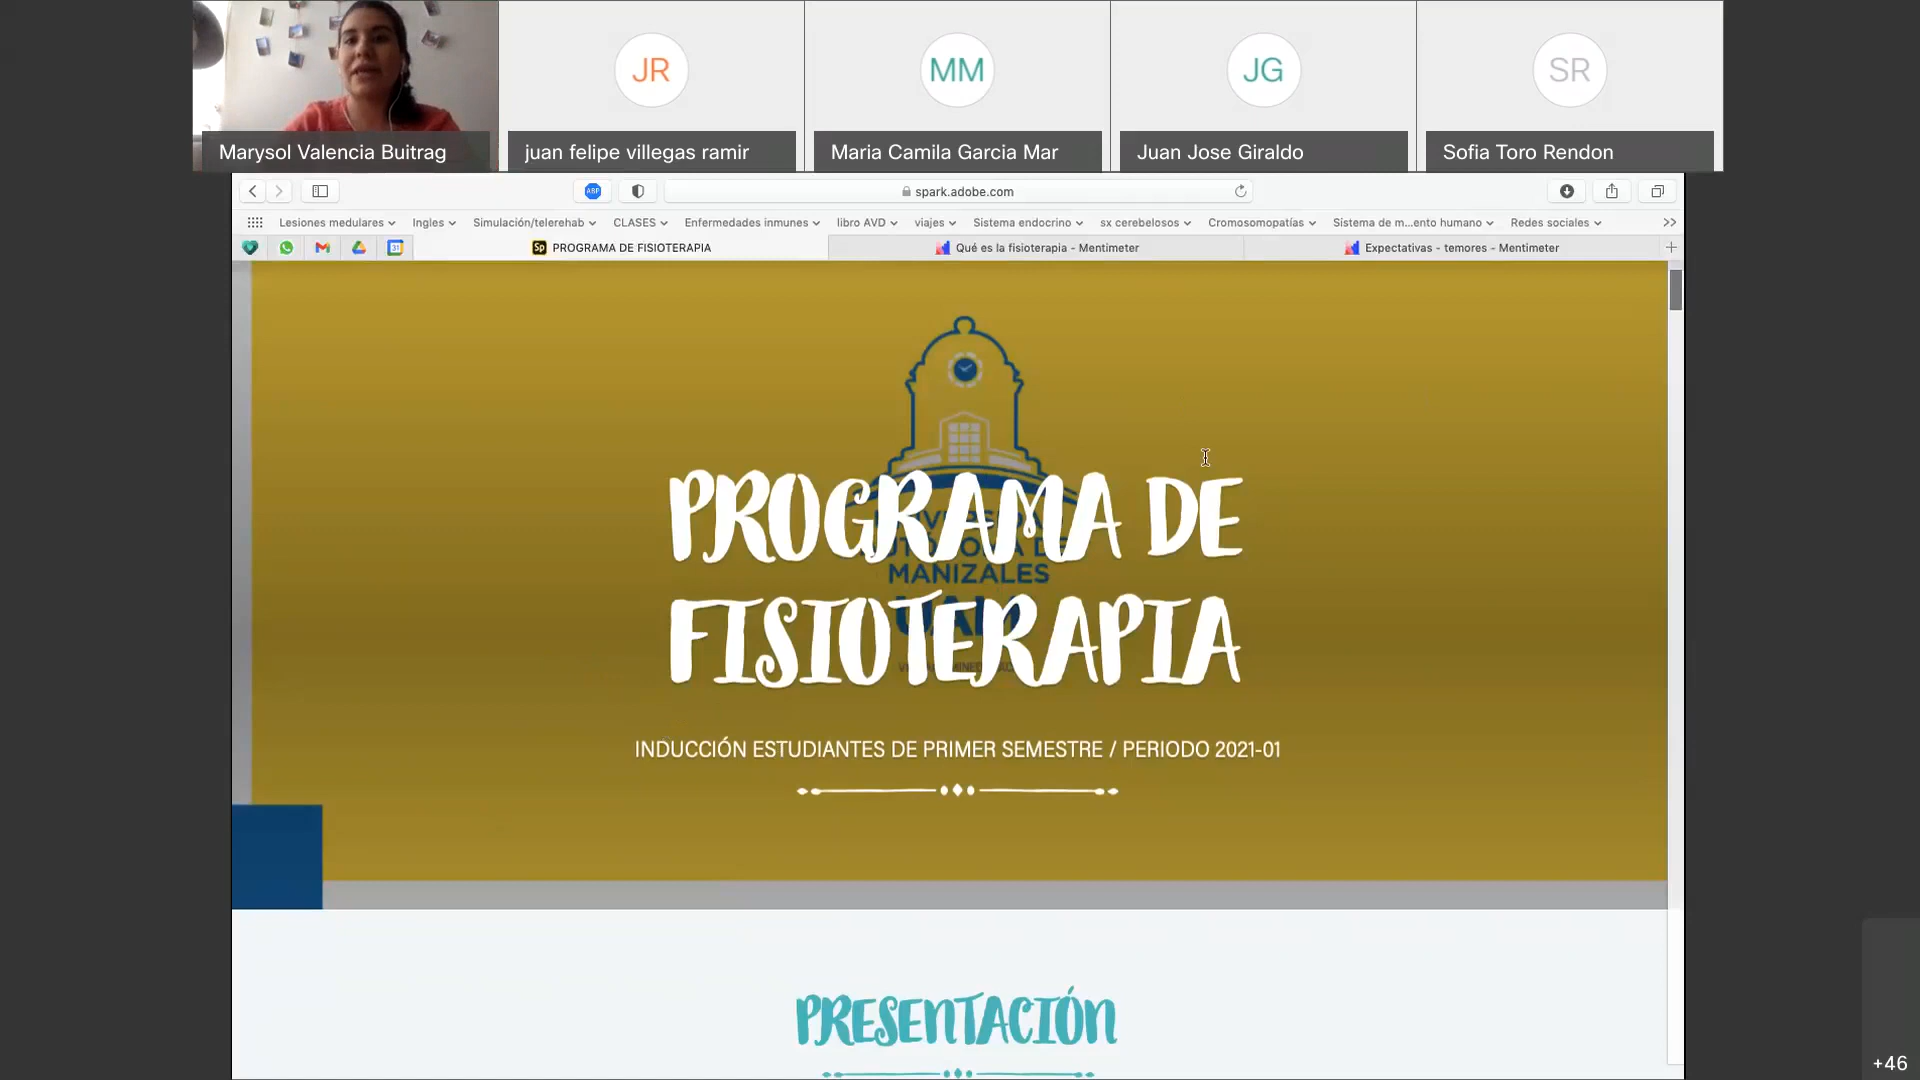 JR
MM
JG
SR
Marysol Valencia Buitrag
juan felipe villegas ramir
Maria Camila Garcia Mar
Juan Jose Giraldo
Sofia Toro Rendon
ABP
spark.adobe.com
Lesiones medulares
Ingles
Simulación/telerehab
CLASES
Enfermedades inmunes
libro AVD
viajes
Sistema endocrino
sx cerebelosos
Cromosomopatías
Sistema de m...ento humano
Redes sociales
>>
31
Sp PROGRAMA DE FISIOTERAPIA
Qué es la fisioterapia - Mentimeter
Expectativas - temores - Mentimeter
PROGRAMA DE
MANIZALES
FISIOTERAPIA
INDUCCIÓN ESTUDIANTES DE PRIMER SEMESTRE / PERIODO 2021-01
PRESENTACIÓN
+46